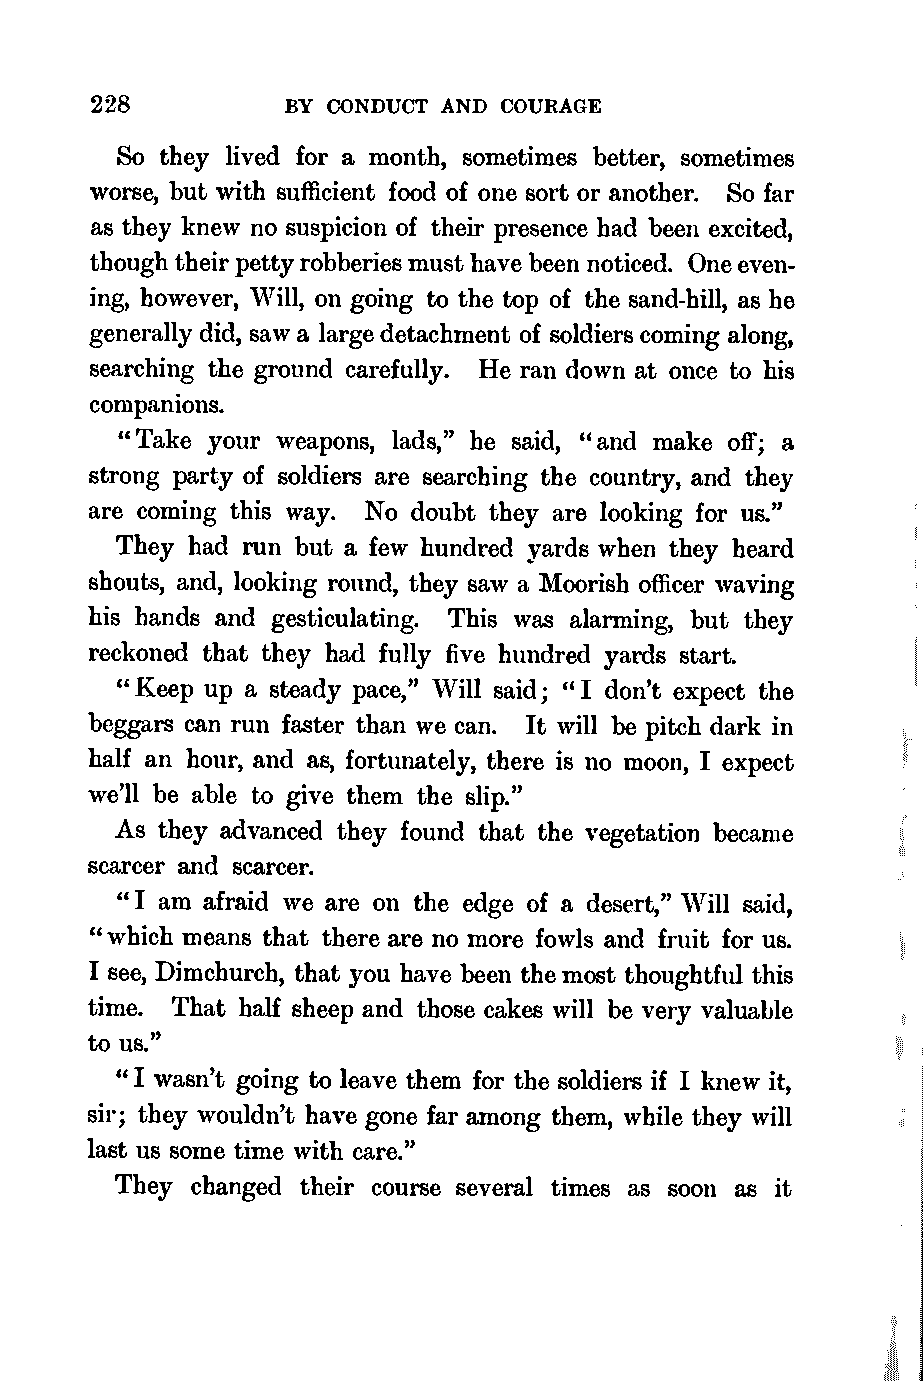 228 BY CONDUCT AND COURAGE
So they lived for a month, sometimes better, sometimes
worse, but with sufficient food of one sort or another. So far
as they knew no suspicion of their presence had been excited,
though their petty robberies must have been noticed. One even-
ing, however, Will, on going to the top of the sand-hill, as he
generally did, saw a large detachment of soldiers coming along,
searching the ground carefully. He ran down at once to his
companions.
"Take your weapons, lads," he said, "and make off; a
strong party of soldiers are searching the country, and they
are coming this way. No doubt they are looking for us."
They had run but a few hundred yards when they heard
shouts, and, looking round, they saw a Moorish officer waving
his hands and gesticulating. This was alarming, but they
reckoned that they had fully five hundred yards start.
"Keep up a steady pace," Will said; "I don't expect the
beggars can run faster than we can. It will be pitch dark in
half an hour, and as, fortunately, there is no moon, I expect
we'll be able to give them the slip."
As they advanced they found that the vegetation became
scarcer and scarcer.
"I am afraid we are on the edge of a desert," Will said,
"which means that there are no more fowls and fruit for us.
I see, Dimchurch, that you have been the most thoughtful this
time. That half sheep and those cakes will be very valuable
to us."
"I wasn't going to leave them for the soldiers if I knew it,
sir; they wouldn't have gone far among them, while they will
last us some time with care."
They changed their course several times as soon as it